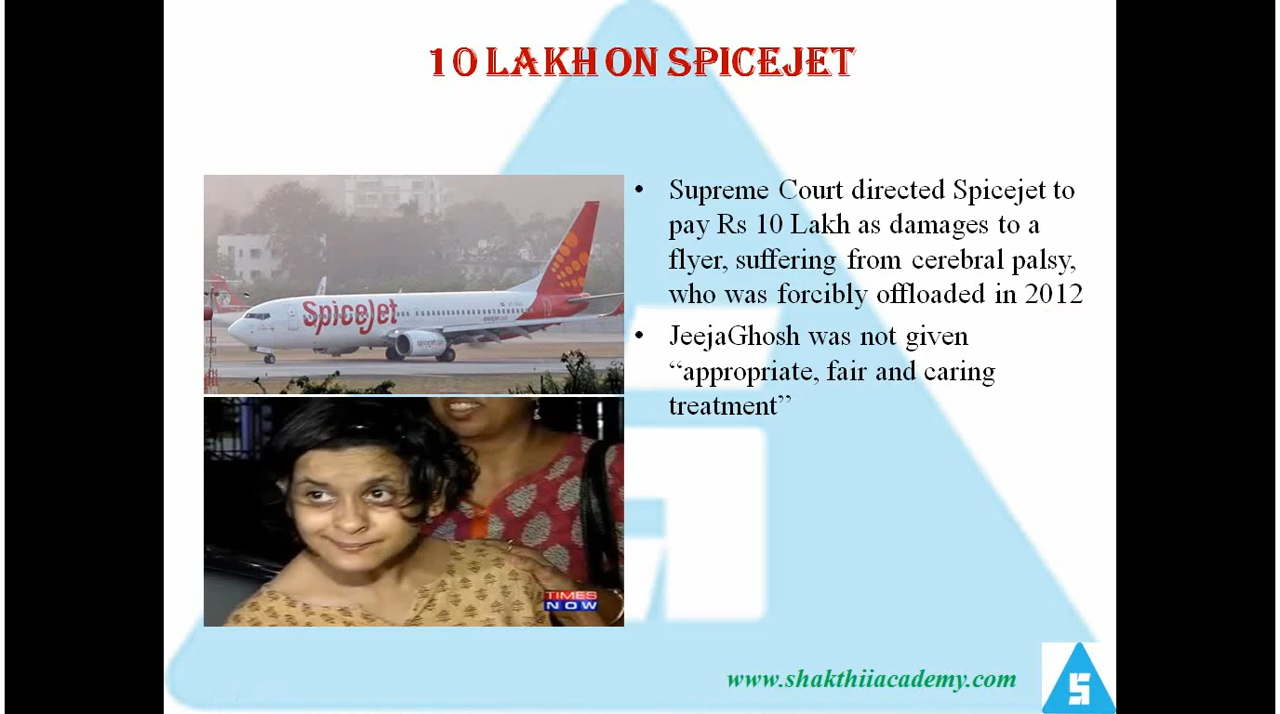 10 LAKH ON SPICEJET
SpiceJet
spicejet.com
• Supreme Court directed Spicejet to
pay Rs 10 Lakh as damages to a
flyer, suffering from cerebral palsy,
who was forcibly offloaded in 2012
• JeejaGhosh was not given
“appropriate, fair and caring
treatment”
TIMES
NOW
www.shakthiiacademy.com